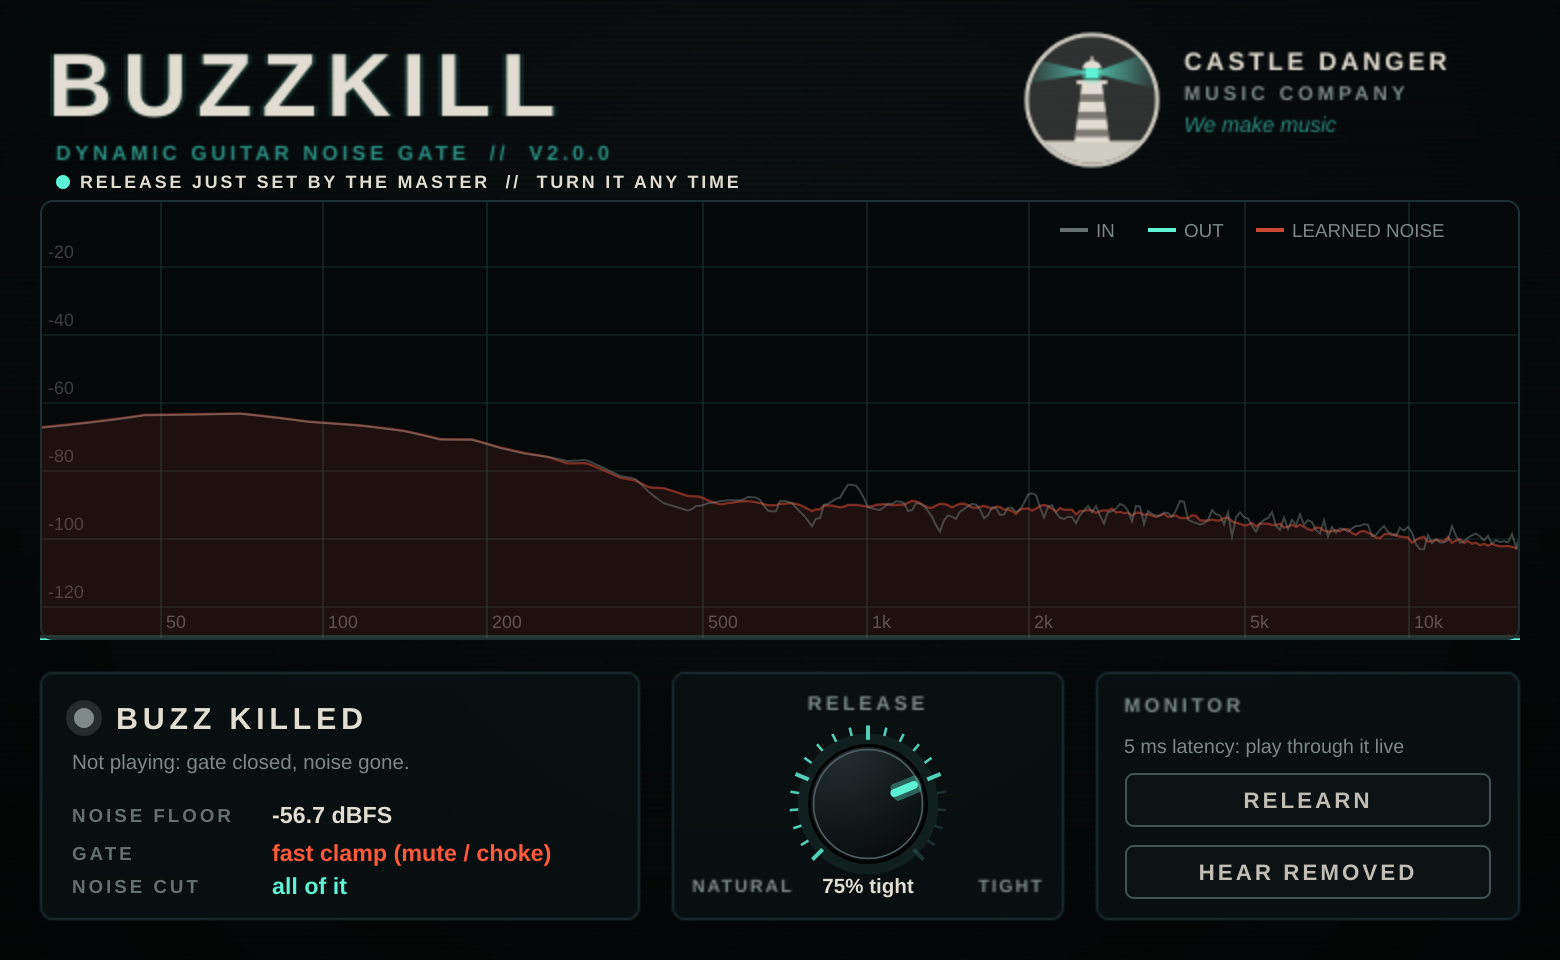 BUZZKILL
DYNAMIC GUITAR NOISE GATE // V2.0.0
RELEASE JUST SET BY THE MASTER // TURN IT ANY TIME
CASTLE DANGER
MUSIC COMPANY
We make music
IN OUT LEARNED NOISE
-20
-40
-60
-80
-100
-120
50 100 200 500 1k 2k 5k 10k
BUZZ KILLED
Not playing: gate closed, noise gone.
NOISE FLOOR -56.7 dBFS
GATE fast clamp (mute / choke)
NOISE CUT all of it
RELEASE
NATURAL 75% tight TIGHT
MONITOR
5 ms latency: play through it live
RELEARN
HEAR REMOVED